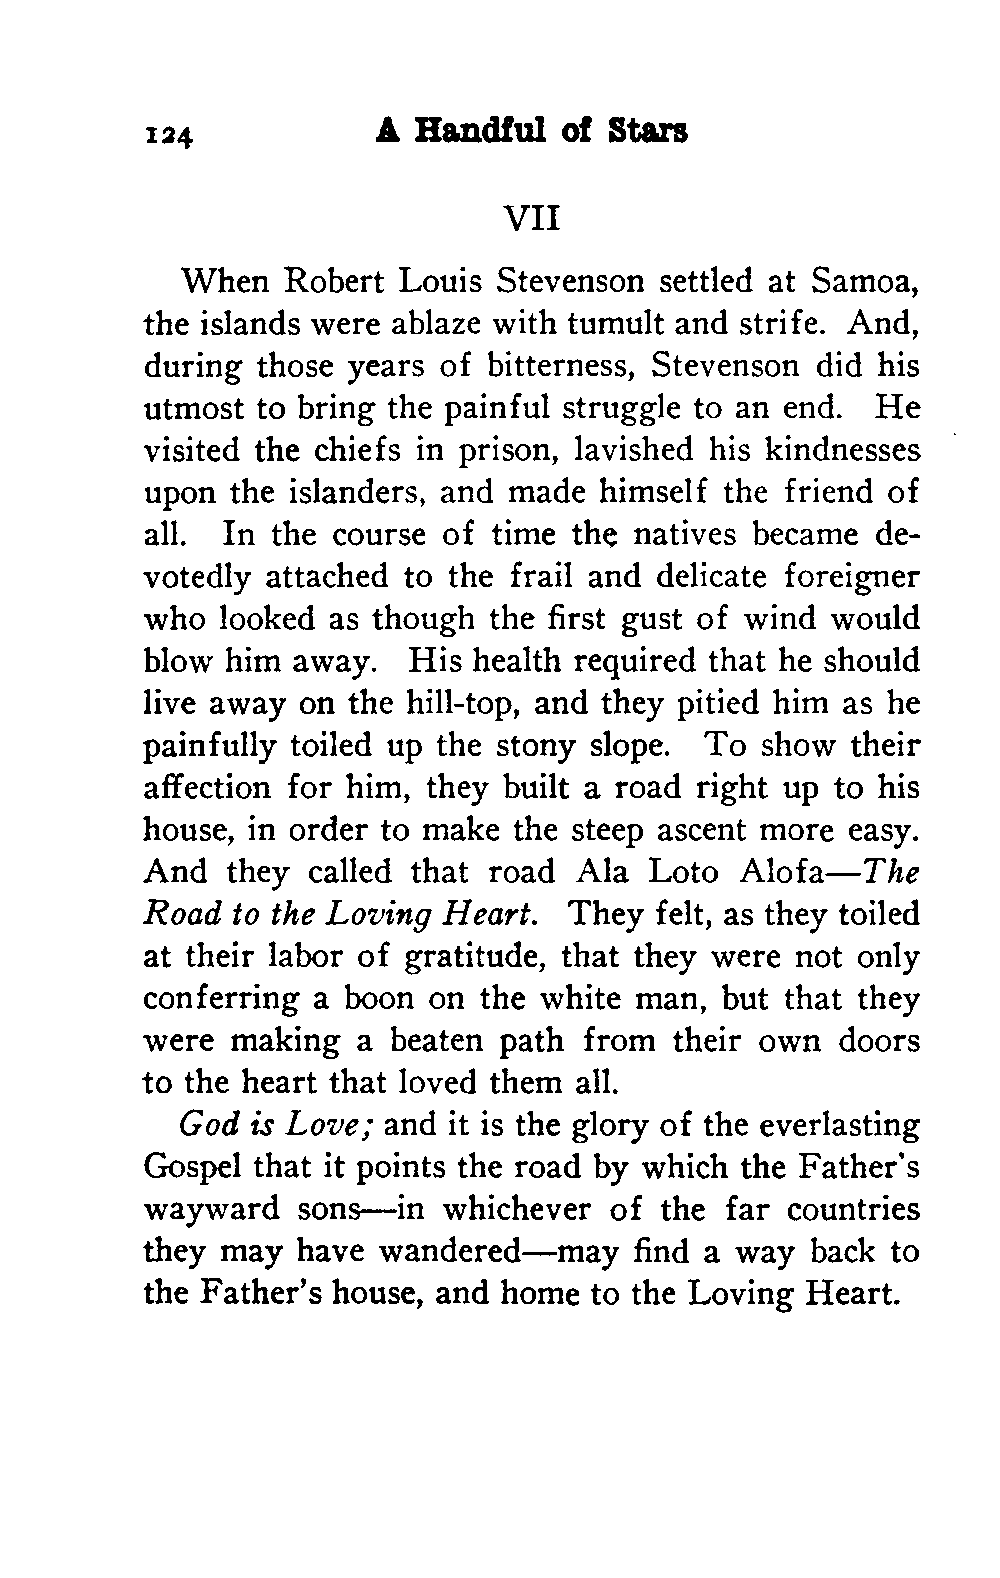 124 A Handful of Stars
VII
When Robert Louis Stevenson settled at Samoa,
the islands were ablaze with tumult and strife. And,
during those years of bitterness, Stevenson did his
utmost to bring the painful struggle to an end. He
visited the chiefs in prison, lavished his kindnesses
upon the islanders, and made himself the friend of
all. In the course of time the natives became de-
votedly attached to the frail and delicate foreigner
who looked as though the first gust of wind would
blow him away. His health required that he should
live away on the hill-top, and they pitied him as he
painfully toiled up the stony slope. To show their
affection for him, they built a road right up to his
house, in order to make the steep ascent more easy.
And they called that road Ala Loto Alofa—The
Road to the Loving Heart. They felt, as they toiled
at their labor of gratitude, that they were not only
conferring a boon on the white man, but that they
were making a beaten path from their own doors
to the heart that loved them all.
God is Love; and it is the glory of the everlasting
Gospel that it points the road by which the Father's
wayward sons—in whichever of the far countries
they may have wandered—may find a way back to
the Father's house, and home to the Loving Heart.